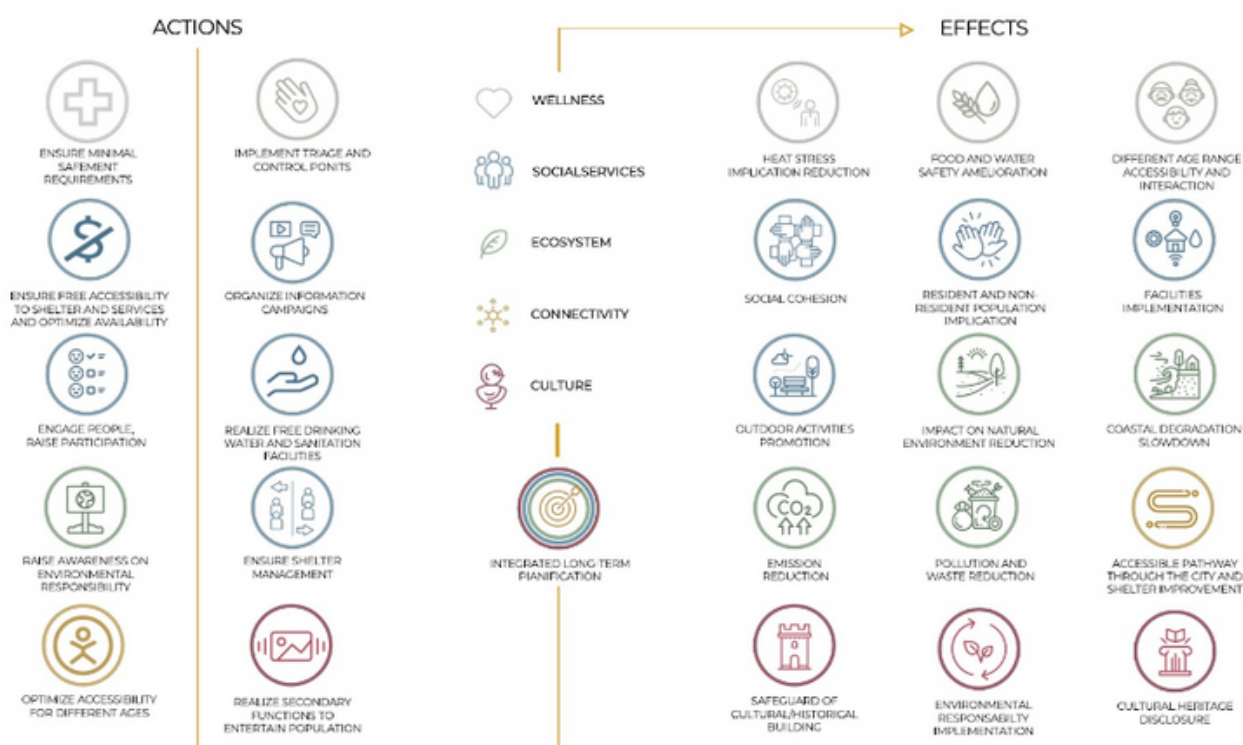 ACTIONS
ENSURE MINIMAL
SAFEMENT
REQUIREMENTS
IMPLEMENT TRIAGE AND
CONTROL PONITS
ENSURE FREE ACCESSIBILITY
TO SHELTER AND SERVICES
AND OPTIMIZE AVAILABILITY
ORGANIZE INFORMATION
CAMPAIGNS
ENGAGE PEOPLE,
RAISE PARTICIPATION
REALIZE FREE DRINKING
WATER AND SANITATION
FACILITIES
RAISE AWARENESS ON
ENVIRONMENTAL
RESPONSIBILITY
ENSURE SHELTER
MANAGEMENT
OPTIMIZE ACCESSIBILITY
FOR DIFFERENT AGES
REALIZE SECONDARY
FUNCTIONS TO
ENTERTAIN POPULATION
WELLNESS
SOCIALSERVICES
ECOSYSTEM
CONNECTIVITY
CULTURE
INTEGRATED LONG-TERM
PIANIFICATION
EFFECTS
HEAT STRESS
IMPLICATION REDUCTION
FOOD AND WATER
SAFETY AMELIORATION
DIFFERENT AGE RANGE
ACCESSIBILITY AND
INTERACTION
SOCIAL COHESION
RESIDENT AND NON-
RESIDENT POPULATION
IMPLICATION
FACILITIES
IMPLEMENTATION
OUTDOOR ACTIVITIES
PROMOTION
IMPACT ON NATURAL
ENVIRONMENT REDUCTION
COASTAL DEGRADATION
SLOWDOWN
CO2
EMISSION
REDUCTION
POLLUTION AND
WASTE REDUCTION
ACCESSIBLE PATHWAY
THROUGH THE CITY AND
SHELTER IMPROVEMENT
SAFEGUARD OF
CULTURAL/HISTORICAL
BUILDING
ENVIRONMENTAL
RESPONSABILTY
IMPLEMENTATION
CULTURAL HERITAGE
DISCLOSURE